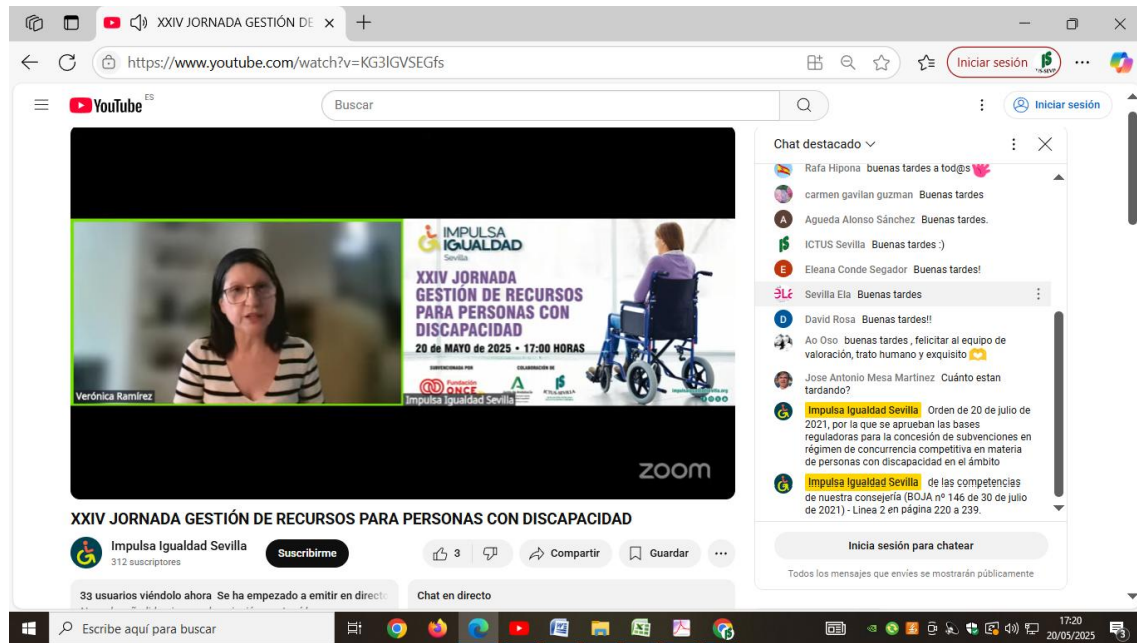 XXIV JORNADA GESTIÓN DE
https://www.youtube.com/watch?v=KG3lGVSEGfs
Iniciar sesión
YouTube ES
Buscar
Iniciar sesión
IMPULSA
IGUALDAD
Sevilla
XXIV JORNADA
GESTIÓN DE RECURSOS
PARA PERSONAS CON
DISCAPACIDAD
20 de MAYO de 2025 • 17:00 HORAS
SUBVENCIONADA POR
COLABORACIÓN DE
Fundación
ONCE
Verónica Ramírez
Impulsa Igualdad Sevilla
zoom
Chat destacado
Rafa Hipona buenas tardes a tod@s
carmen gavilan guzman Buenas tardes
A Agueda Alonso Sánchez Buenas tardes.
ICTUS Sevilla Buenas tardes :)
E Eleana Conde Segador Buenas tardes!
Sevilla Ela Buenas tardes
D David Rosa Buenas tardes!!
Ao Oso buenas tardes , felicitar al equipo de
valoración, trato humano y exquisito
Jose Antonio Mesa Martinez Cuánto estan
tardando?
Impulsa Igualdad Sevilla Orden de 20 de julio de
2021, por la que se aprueban las bases
reguladoras para la concesión de subvenciones en
régimen de concurrencia competitiva en materia
de personas con discapacidad en el ámbito
Impulsa Igualdad Sevilla de las competencias
de nuestra consejería (BOJA nº 146 de 30 de julio
de 2021) - Linea 2 en página 220 a 239.
Inicia sesión para chatear
Todos los mensajes que envíes se mostrarán públicamente
XXIV JORNADA GESTIÓN DE RECURSOS PARA PERSONAS CON DISCAPACIDAD
Impulsa Igualdad Sevilla
312 suscriptores
Suscribirme
3
Compartir
Guardar
33 usuarios viéndolo ahora Se ha empezado a emitir en directo
Chat en directo
Escribe aquí para buscar
17:20
20/05/2025